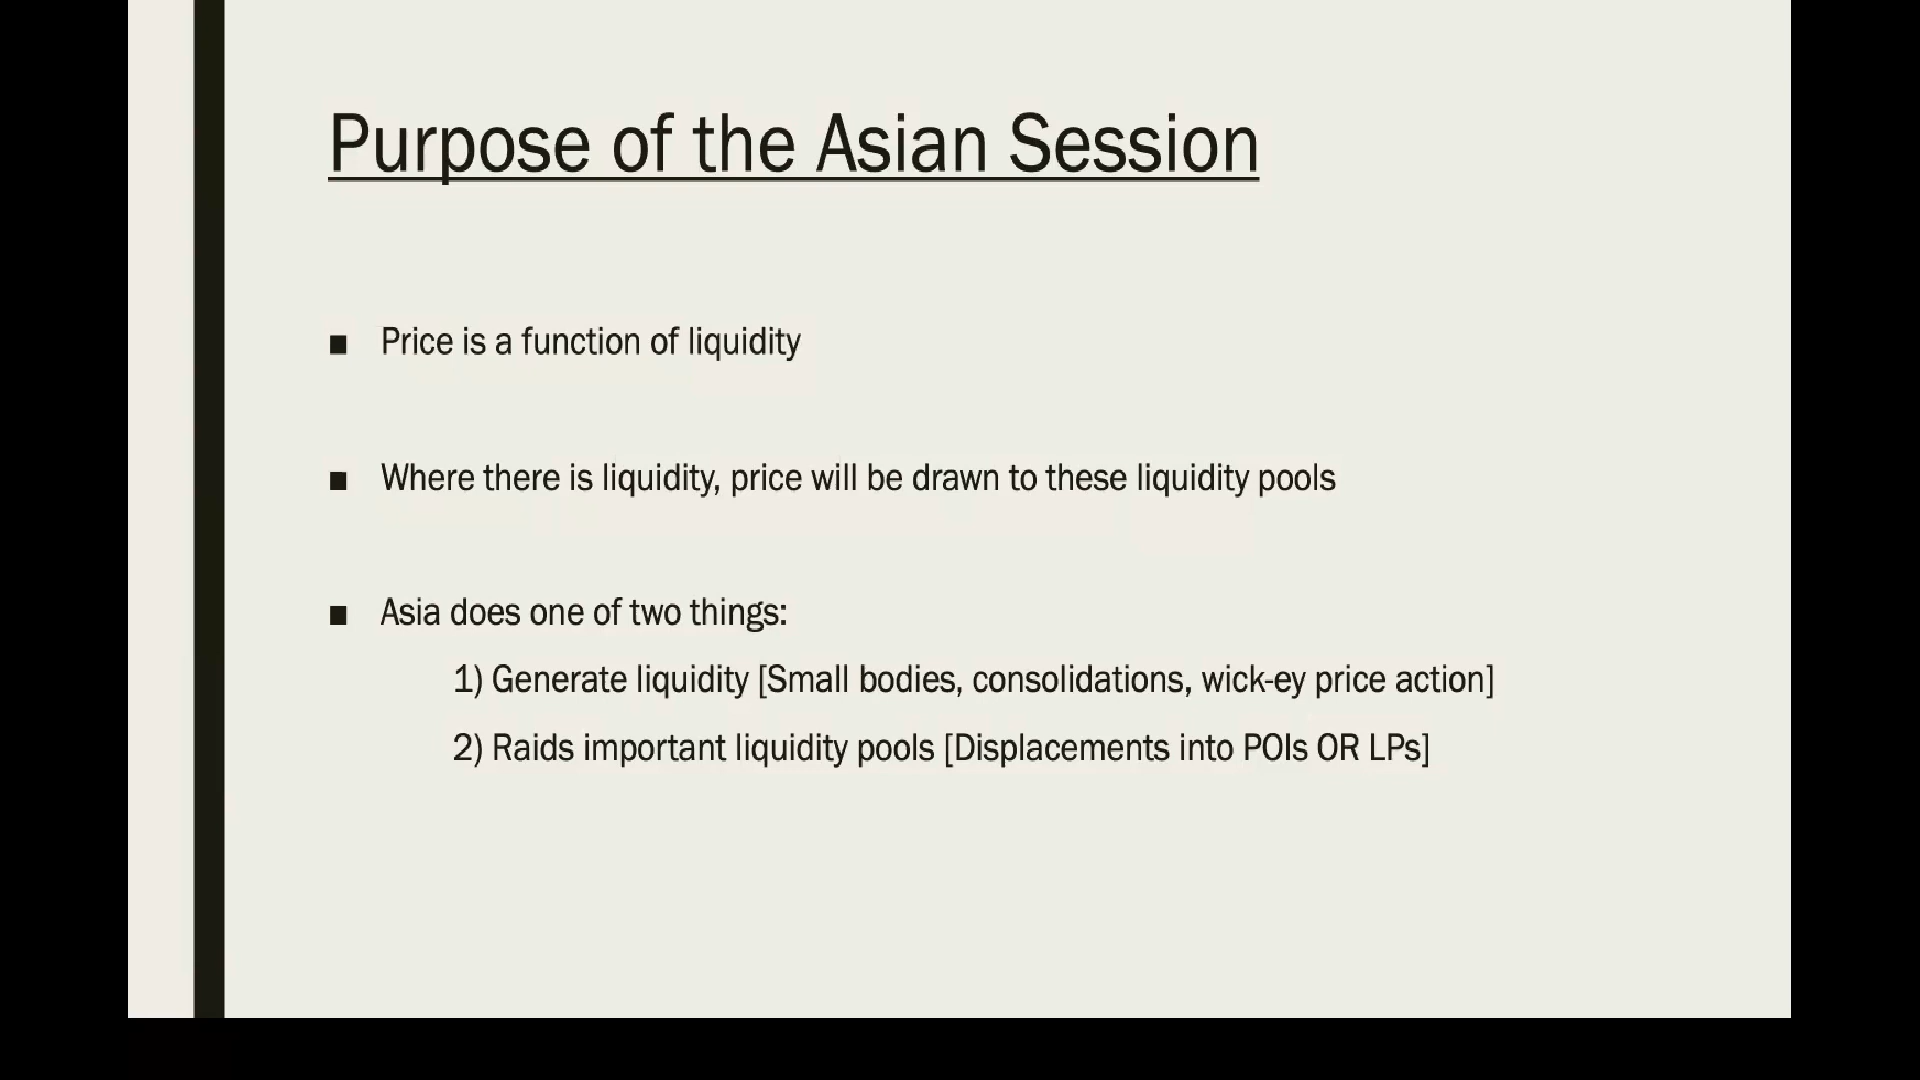 Purpose of the Asian Session
■ Price is a function of liquidity
■ Where there is liquidity, price will be drawn to these liquidity pools
■ Asia does one of two things:
1) Generate liquidity [Small bodies, consolidations, wick-ey price action]
2) Raids important liquidity pools [Displacements into POIs OR LPs]